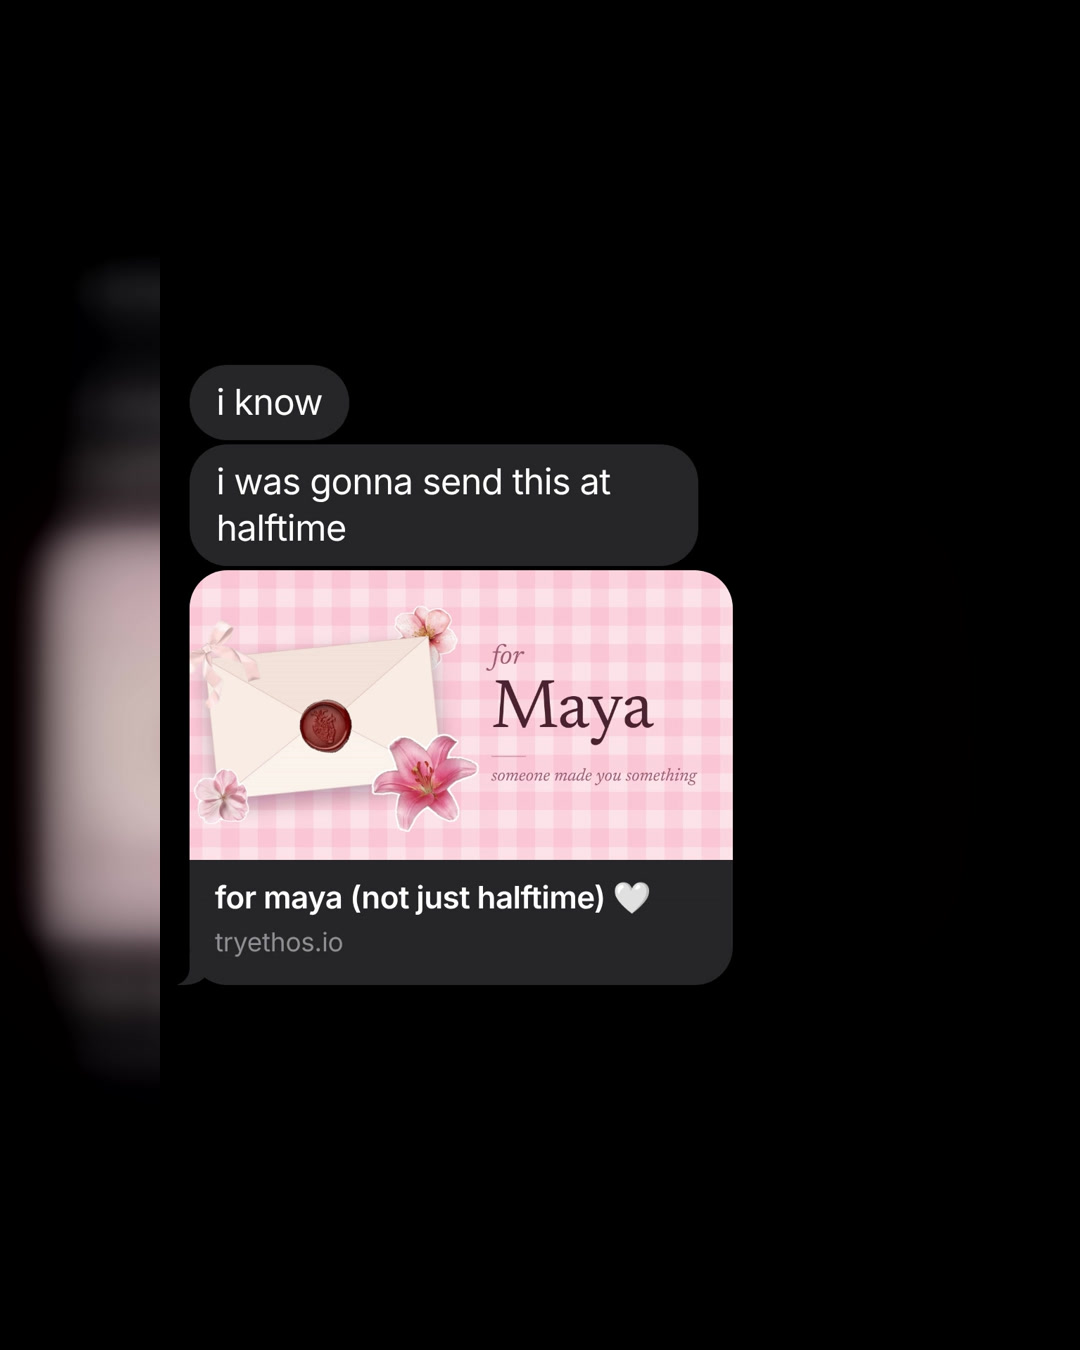 i know
i was gonna send this at
halftime
for
Maya
someone made you something
for maya (not just halftime) 🤍
tryethos.io